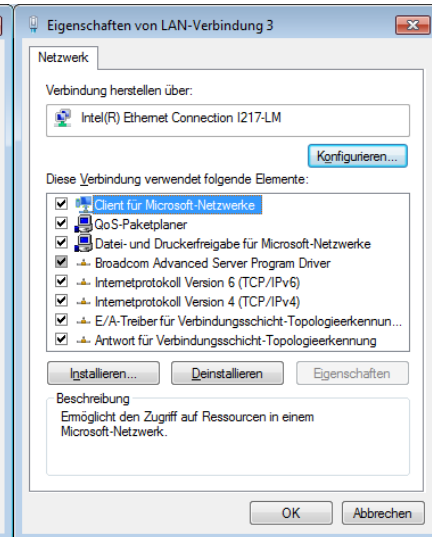 Eigenschaften von LAN-Verbindung 3
Netzwerk
Verbindung herstellen über:
Intel(R) Ethernet Connection I217-LM
Konfigurieren...
Diese Verbindung verwendet folgende Elemente:
Client für Microsoft-Netzwerke
QoS-Paketplaner
Datei- und Druckerfreigabe für Microsoft-Netzwerke
Broadcom Advanced Server Program Driver
Internetprotokoll Version 6 (TCP/IPv6)
Internetprotokoll Version 4 (TCP/IPv4)
E/A-Treiber für Verbindungsschicht-Topologieerkennun...
Antwort für Verbindungsschicht-Topologieerkennung
Installieren... Deinstallieren Eigenschaften
Beschreibung
Ermöglicht den Zugriff auf Ressourcen in einem
Microsoft-Netzwerk.
OK Abbrechen